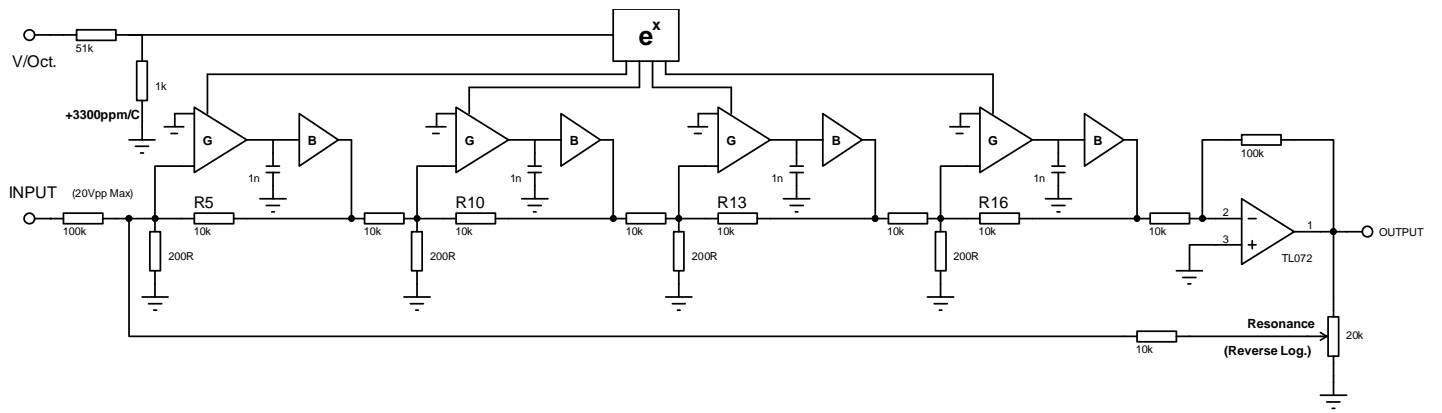 e^x
51k
V/Oct.
1k
+3300ppm/C
G
B
G
B
G
B
G
B
1n
1n
1n
1n
100k
INPUT
(20Vpp Max)
R5
R10
R13
R16
2
1
OUTPUT
100k
10k
10k
10k
10k
10k
10k
10k
10k
3
TL072
200R
200R
200R
200R
Resonance
20k
10k
(Reverse Log.)